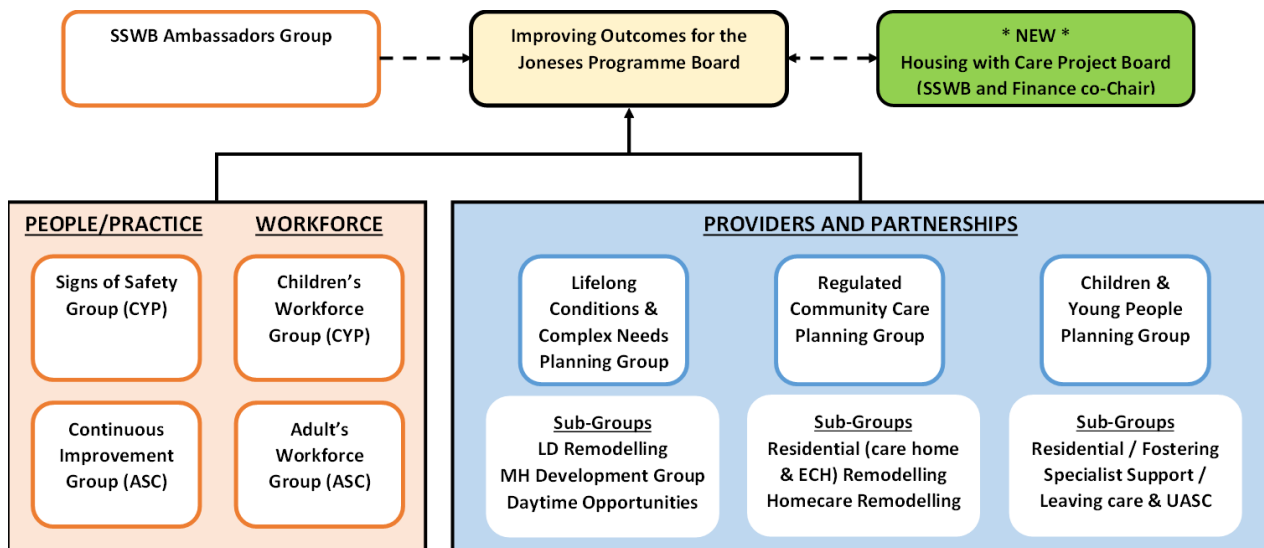 SSWB Ambassadors Group
Improving Outcomes for the
Joneses Programme Board
* NEW *
Housing with Care Project Board
(SSWB and Finance co-Chair)
PEOPLE/PRACTICE
WORKFORCE
Signs of Safety
Group (CYP)
Children’s
Workforce
Group (CYP)
Continuous
Improvement
Group (ASC)
Adult’s
Workforce
Group (ASC)
PROVIDERS AND PARTNERSHIPS
Lifelong
Conditions &
Complex Needs
Planning Group
Regulated
Community Care
Planning Group
Children &
Young People
Planning Group
Sub-Groups
LD Remodelling
MH Development Group
Daytime Opportunities
Sub-Groups
Residential (care home
& ECH) Remodelling
Homecare Remodelling
Sub-Groups
Residential / Fostering
Specialist Support /
Leaving care & UASC